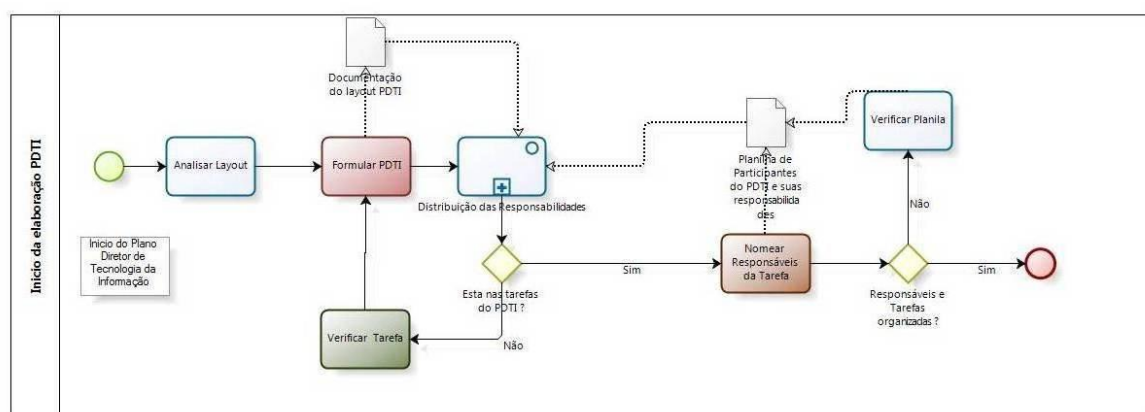 Inicio da elaboração PDTI
Documentação
do layout PDTI
Analisar Layout
Formular PDTI
Distribuição das Responsabilidades
Planilha de
Participantes
do PDTI e suas
responsabilida
des
Verificar Planila
Inicio do Plano
Diretor de
Tecnologia da
Informação
Esta nas tarefas
do PDTI ?
Sim
Não
Verificar Tarefa
Nomear
Responsáveis
da Tarefa
Não
Sim
Responsáveis e
Tarefas
organizadas ?